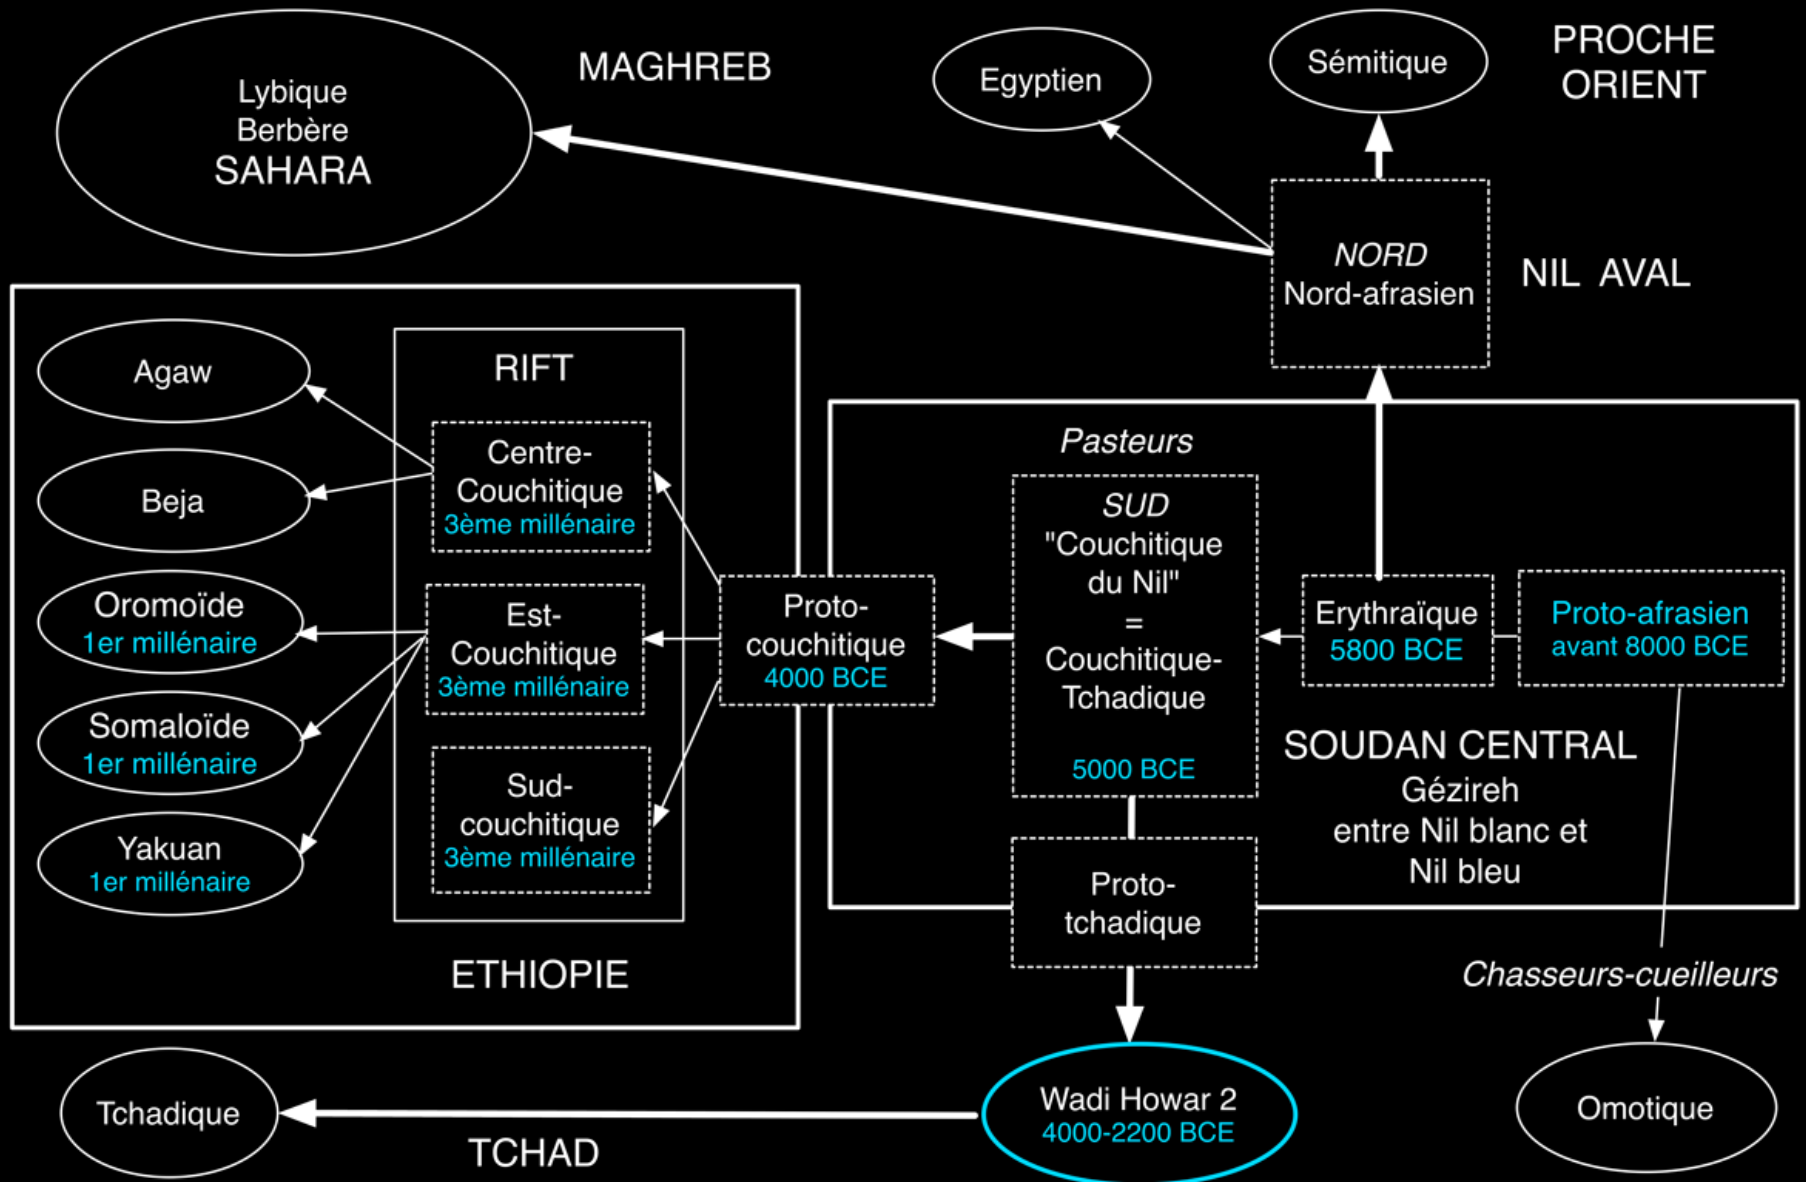 Lybique
Berbère
SAHARA
MAGHREB
Egyptien
Sémitique
PROCHE
ORIENT
NORD
Nord-afrasien
NIL AVAL
Agaw
Beja
Oromoïde
1er millénaire
Somaloïde
1er millénaire
Yakuan
1er millénaire
RIFT
Centre-
Couchitique
3ème millénaire
Est-
Couchitique
3ème millénaire
Sud-
couchitique
3ème millénaire
ETHIOPIE
Proto-
couchitique
4000 BCE
Pasteurs
SUD
"Couchitique
du Nil"
=
Couchitique-
Tchadique
5000 BCE
Erythraïque
5800 BCE
Proto-afrasien
avant 8000 BCE
SOUDAN CENTRAL
Gézireh
entre Nil blanc et
Nil bleu
Proto-
tchadique
Chasseurs-cueilleurs
Tchadique
TCHAD
Wadi Howar 2
4000-2200 BCE
Omotique